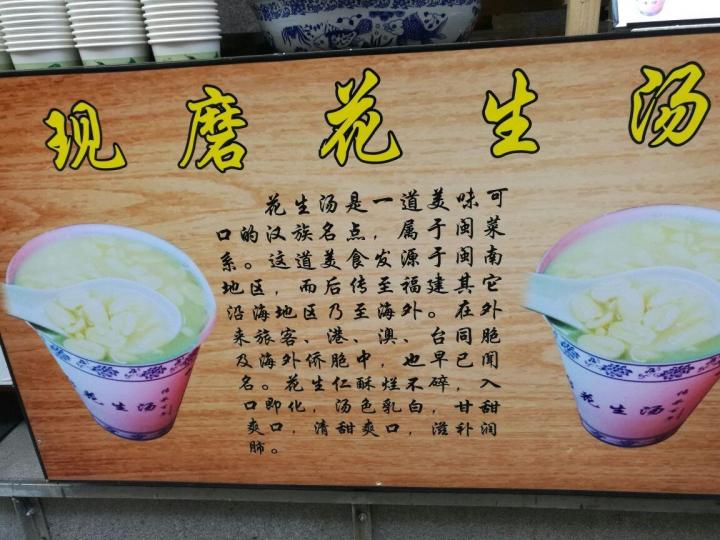 现磨花生汤
花生汤是一道美味可
口的汉族名点，属于闽菜
系。这道美食发源于闽南
地区，而后传至福建其它
沿海地区乃至海外。在外
来旅客、港、澳、台同胞
及海外侨胞中，也早已闻
名。花生仁酥烂不碎，入
口即化，汤色乳白，甘甜
爽口，清甜爽口，滋补润
肺。
花生汤
花生汤